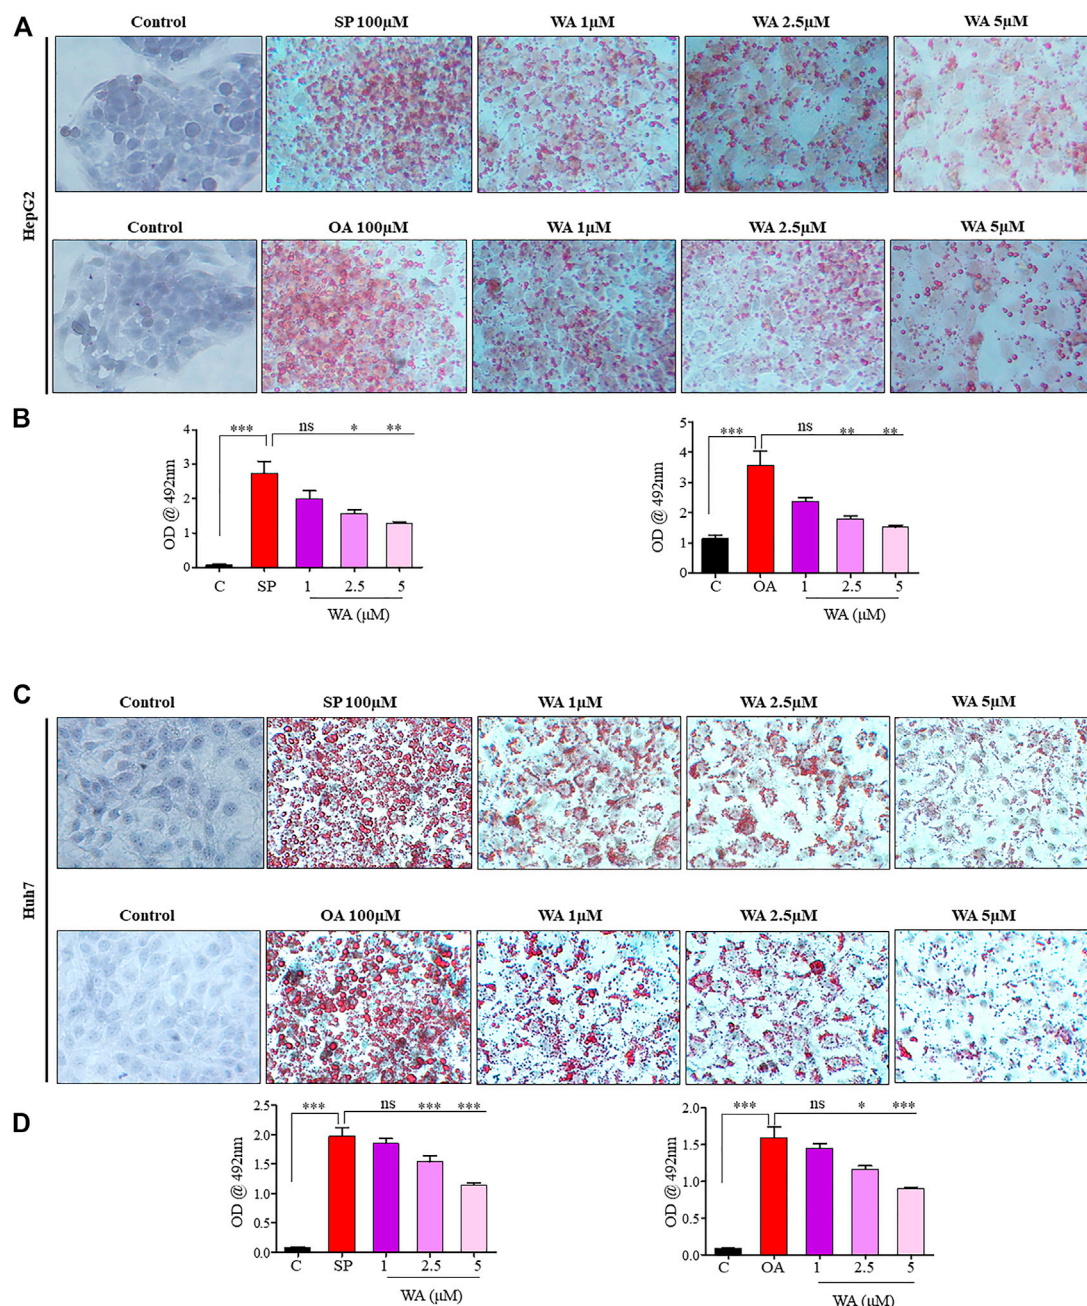 A
Control SP 100μM WA 1μM WA 2.5μM WA 5μM
HepG2
Control OA 100μM WA 1μM WA 2.5μM WA 5μM
B
*** ns * **
4
3
2
1
0
OD @ 492nm
C SP 1 2.5 5
WA (μM)
*** ns ** **
5
4
3
2
1
0
OD @ 492nm
C OA 1 2.5 5
WA (μM)
C
Control SP 100μM WA 1μM WA 2.5μM WA 5μM
Huh7
Control OA 100μM WA 1μM WA 2.5μM WA 5μM
D
*** ns *** ***
2.5
2.0
1.5
1.0
0.5
0.0
OD @ 492nm
C SP 1 2.5 5
WA (μM)
*** ns * ***
2.0
1.5
1.0
0.5
0.0
OD @ 492nm
C OA 1 2.5 5
WA (μM)